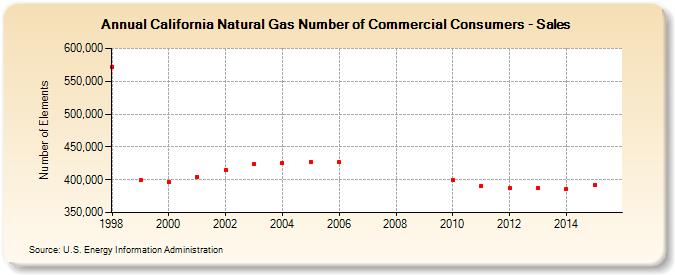 Annual California Natural Gas Number of Commercial Consumers - Sales
Number of Elements
600,000
550,000
500,000
450,000
400,000
350,000
1998 2000 2002 2004 2006 2008 2010 2012 2014
Source: U.S. Energy Information Administration